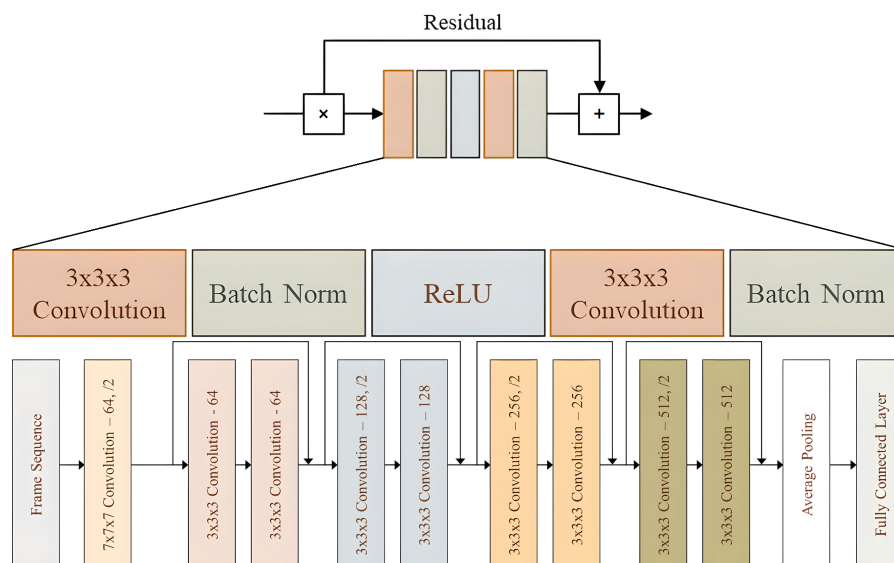 Residual
×
+
3x3x3
Convolution
Batch Norm
ReLU
3x3x3
Convolution
Batch Norm
Frame Sequence
7x7x7 Convolution – 64, /2
3x3x3 Convolution - 64
3x3x3 Convolution - 64
3x3x3 Convolution – 128, /2
3x3x3 Convolution – 128
3x3x3 Convolution – 256, /2
3x3x3 Convolution – 256
3x3x3 Convolution – 512, /2
3x3x3 Convolution – 512
Average Pooling
Fully Connected Layer